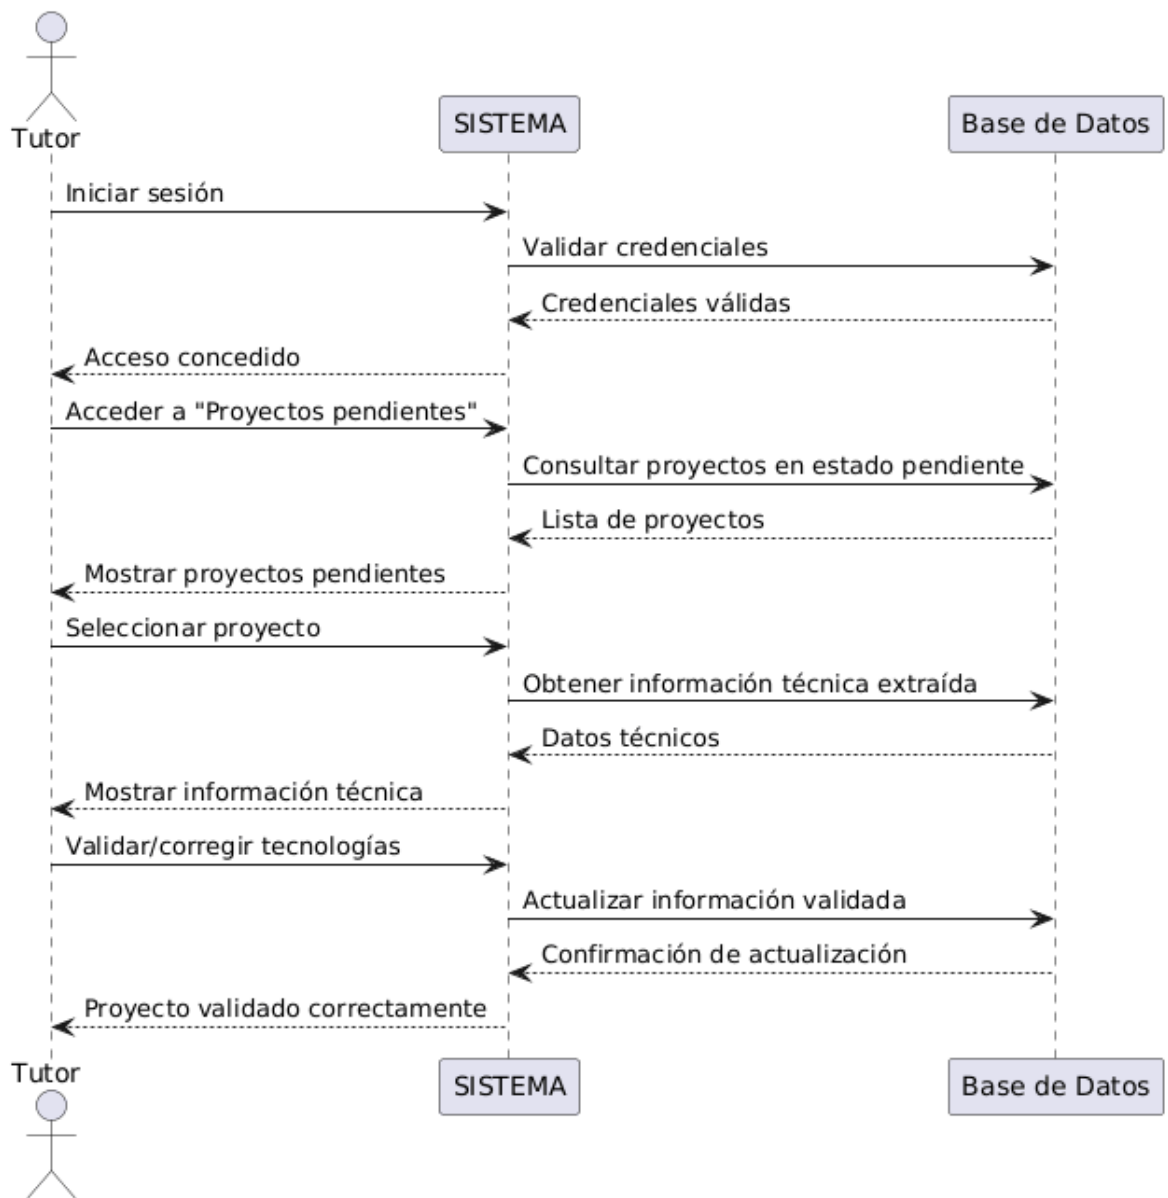 Tutor
SISTEMA
Base de Datos
Iniciar sesión
Validar credenciales
Credenciales válidas
Acceso concedido
Acceder a "Proyectos pendientes"
Consultar proyectos en estado pendiente
Lista de proyectos
Mostrar proyectos pendientes
Seleccionar proyecto
Obtener información técnica extraída
Datos técnicos
Mostrar información técnica
Validar/corregir tecnologías
Actualizar información validada
Confirmación de actualización
Proyecto validado correctamente
Tutor
SISTEMA
Base de Datos